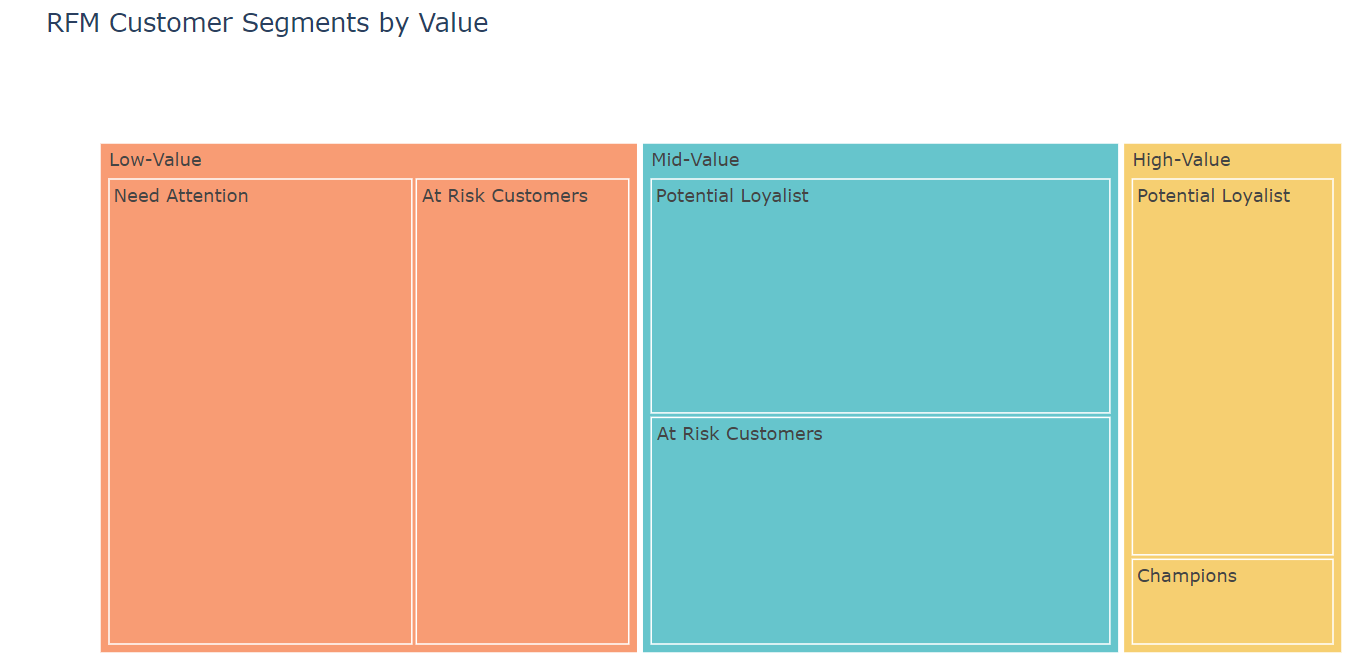 RFM Customer Segments by Value
Low-Value
Need Attention
At Risk Customers
Mid-Value
Potential Loyalist
At Risk Customers
High-Value
Potential Loyalist
Champions